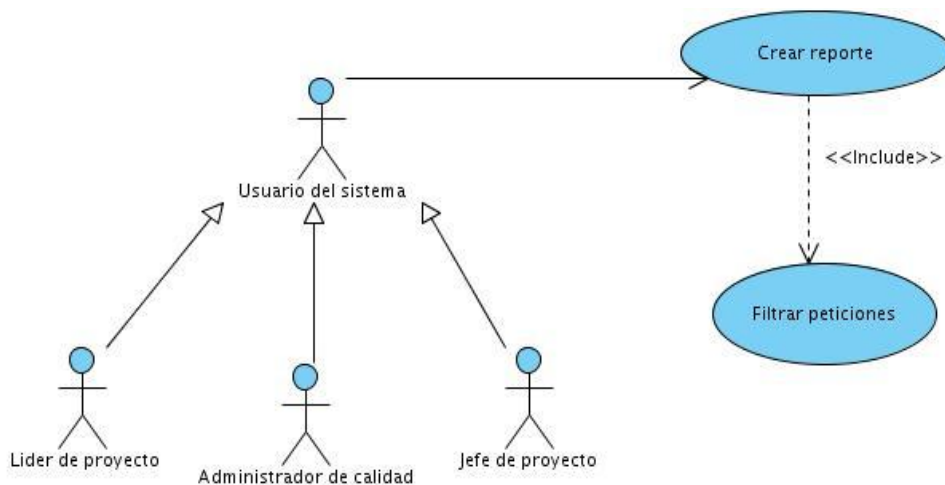 Crear reporte
<<Include>>
Usuario del sistema
Filtrar peticiones
Lider de proyecto
Administrador de calidad
Jefe de proyecto